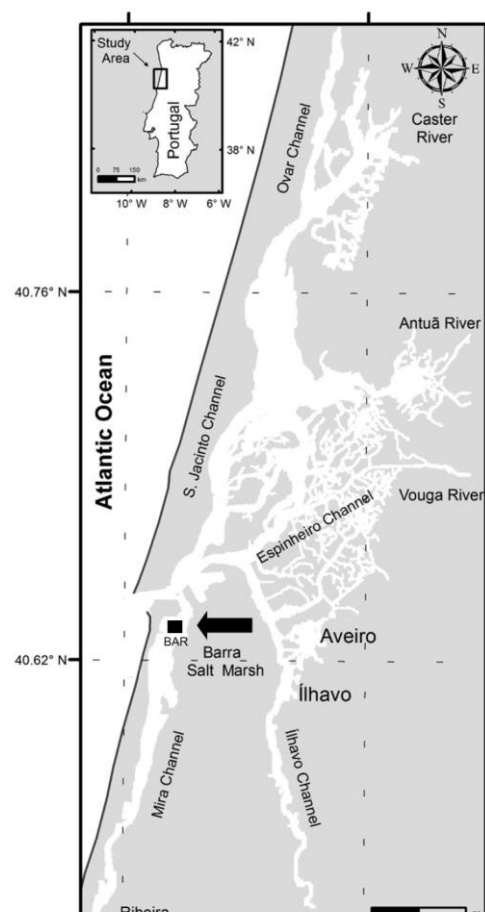 Study
Area
42° N
Portugal
38° N
0 75 150
km
10° W 8° W 6° W
N
W E
S
Caster
River
Ovar Channel
40.76° N
Antuã River
Atlantic Ocean
S. Jacinto Channel
Vouga River
Espinheiro Channel
BAR
Barra
Salt Marsh
Aveiro
40.62° N
Ílhavo
Mira Channel
Ílhavo Channel
Ribeira